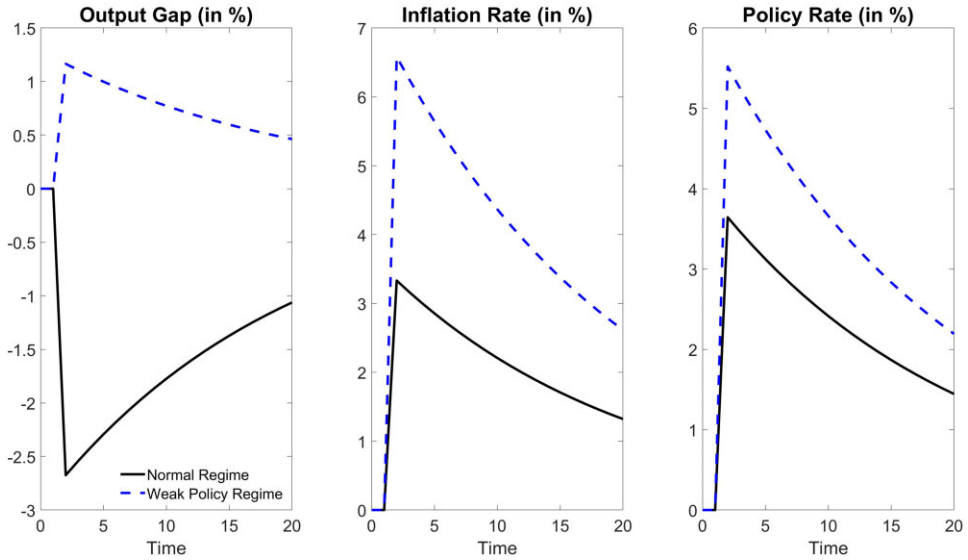 Output Gap (in %)
1.5
1
0.5
0
-0.5
-1
-1.5
-2
-2.5
-3
Normal Regime
Weak Policy Regime
0 5 10 15 20
Time
Inflation Rate (in %)
7
6
5
4
3
2
1
0
0 5 10 15 20
Time
Policy Rate (in %)
6
5
4
3
2
1
0
0 5 10 15 20
Time